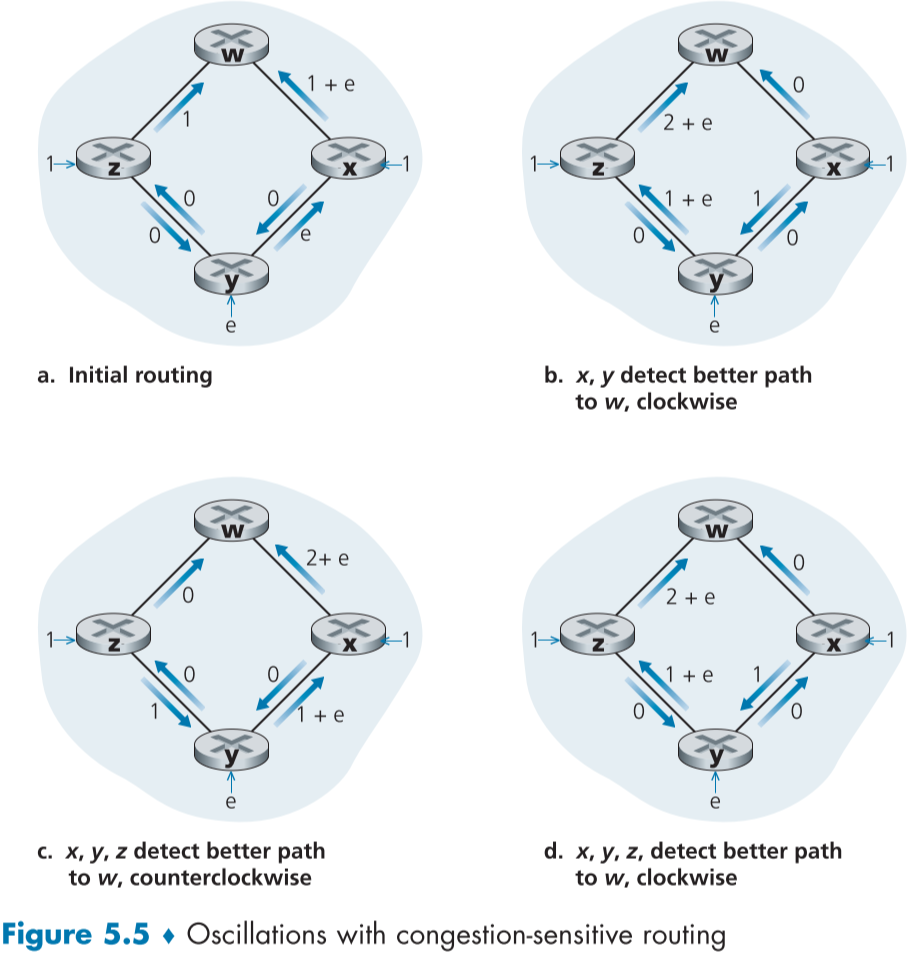 w
1 + e
1
1
z
x
1
0
0
0
e
y
e
a. Initial routing
w
0
2 + e
1
z
x
1
1 + e
1
0
0
y
e
b. x, y detect better path
to w, clockwise
w
2+ e
0
1
z
x
1
0
0
1
1 + e
y
e
c. x, y, z detect better path
to w, counterclockwise
w
0
2 + e
1
z
x
1
1 + e
1
0
0
y
e
d. x, y, z, detect better path
to w, clockwise
Figure 5.5 ♦ Oscillations with congestion-sensitive routing